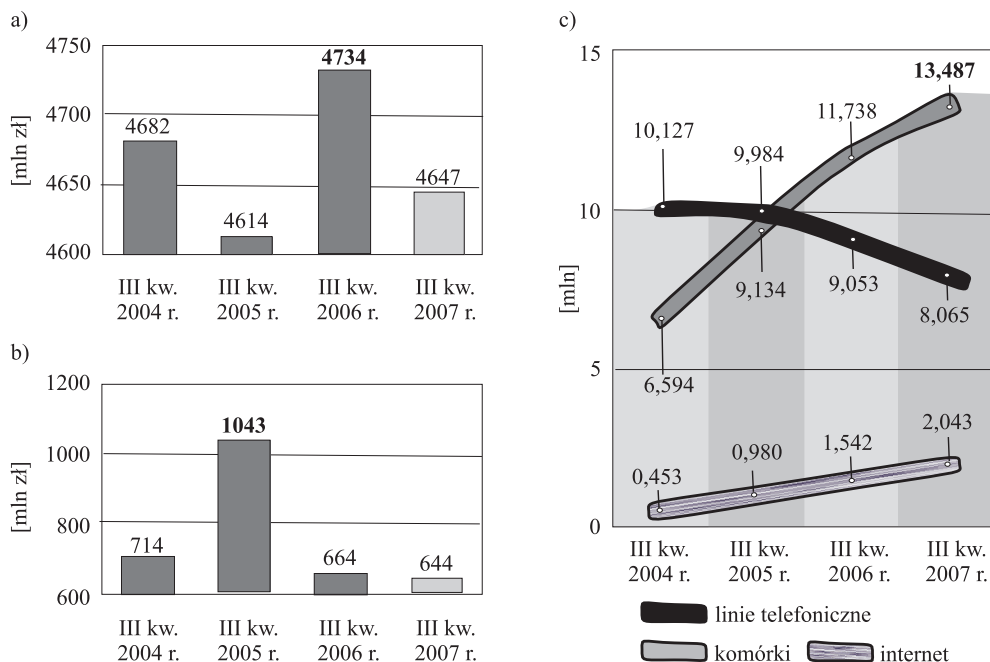 a)
[mln zł]
4750
4700
4650
4600
4682
4614
4734
4647
III kw. 2004 r.
III kw. 2005 r.
III kw. 2006 r.
III kw. 2007 r.
b)
[mln zł]
1200
1000
800
600
714
1043
664
644
III kw. 2004 r.
III kw. 2005 r.
III kw. 2006 r.
III kw. 2007 r.
c)
[mln]
15
10
5
0
10,127
9,984
11,738
13,487
6,594
9,134
9,053
8,065
0,453
0,980
1,542
2,043
III kw. 2004 r.
III kw. 2005 r.
III kw. 2006 r.
III kw. 2007 r.
linie telefoniczne
komórki
internet